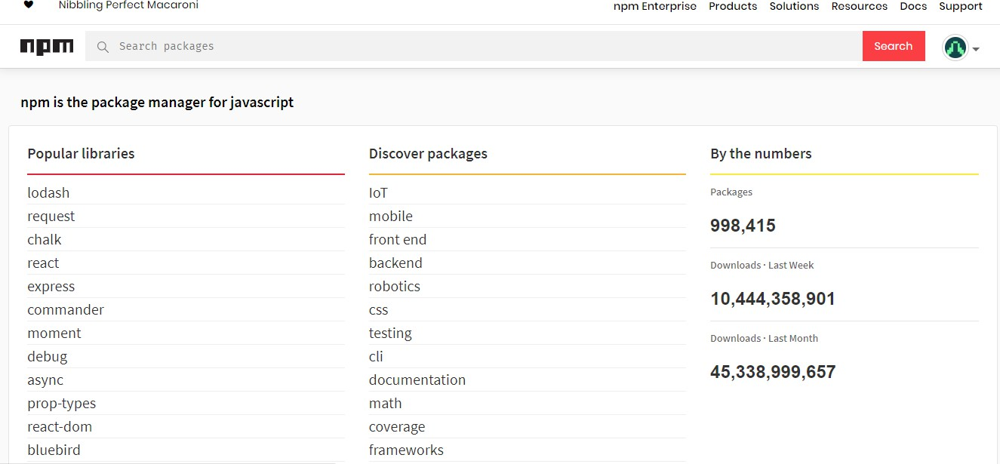 ♥ Nibbling Perfect Macaroni
npm Enterprise Products Solutions Resources Docs Support
npm
Search packages
Search
npm is the package manager for javascript
Popular libraries
lodash
request
chalk
react
express
commander
moment
debug
async
prop-types
react-dom
bluebird
Discover packages
IoT
mobile
front end
backend
robotics
css
testing
cli
documentation
math
coverage
frameworks
By the numbers
Packages
998,415
Downloads · Last Week
10,444,358,901
Downloads · Last Month
45,338,999,657